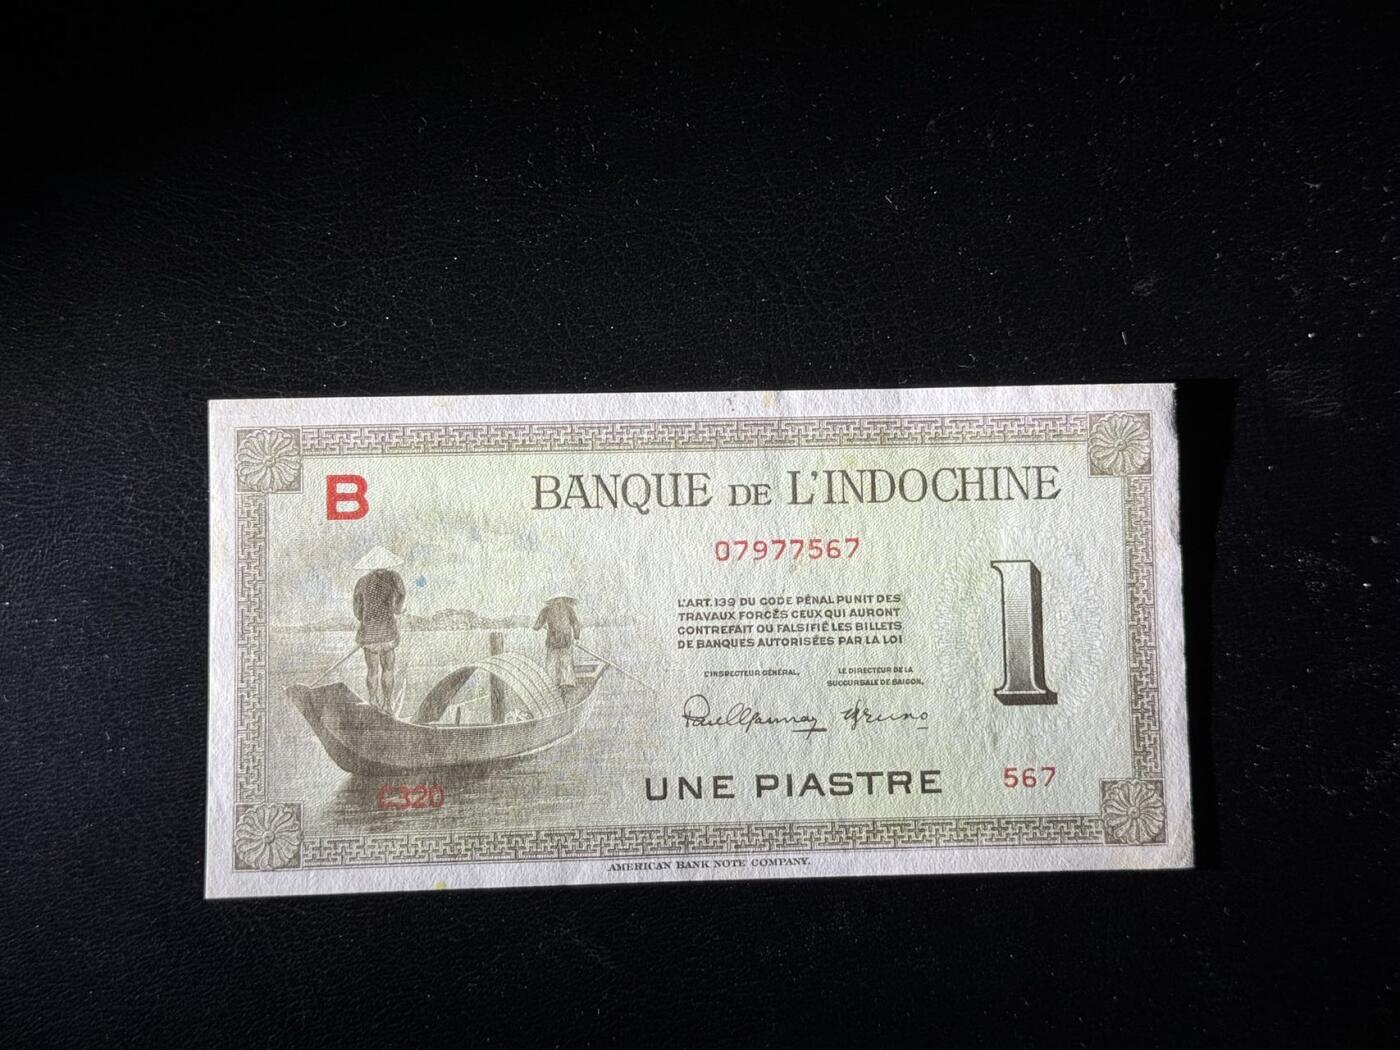 B
BANQUE DE L'INDOCHINE
07977567
1
L'ART.139 DU CODE PÉNAL PUNIT DES
TRAVAUX FORCÉS CEUX QUI AURONT
CONTREFAIT OU FALSIFIÉ LES BILLETS
DE BANQUES AUTORISÉES PAR LA LOI
L'INSPECTEUR GÉNÉRAL,
LE DIRECTEUR DE LA
SUCCURSALE DE SAIGON,
UNE PIASTRE
567
C320
AMERICAN BANK NOTE COMPANY.